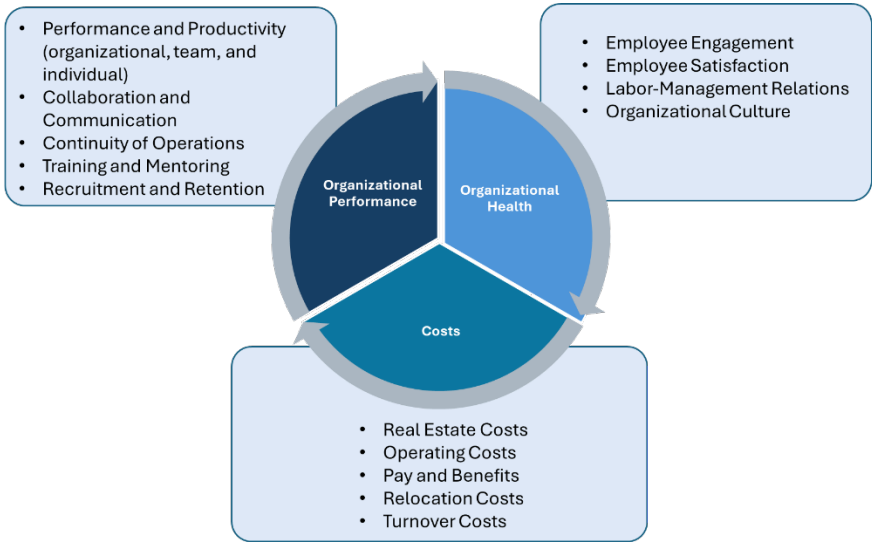 • Performance and Productivity
(organizational, team, and
individual)
• Collaboration and
Communication
• Continuity of Operations
• Training and Mentoring
• Recruitment and Retention
• Employee Engagement
• Employee Satisfaction
• Labor-Management Relations
• Organizational Culture
Organizational
Performance
Organizational
Health
Costs
• Real Estate Costs
• Operating Costs
• Pay and Benefits
• Relocation Costs
• Turnover Costs